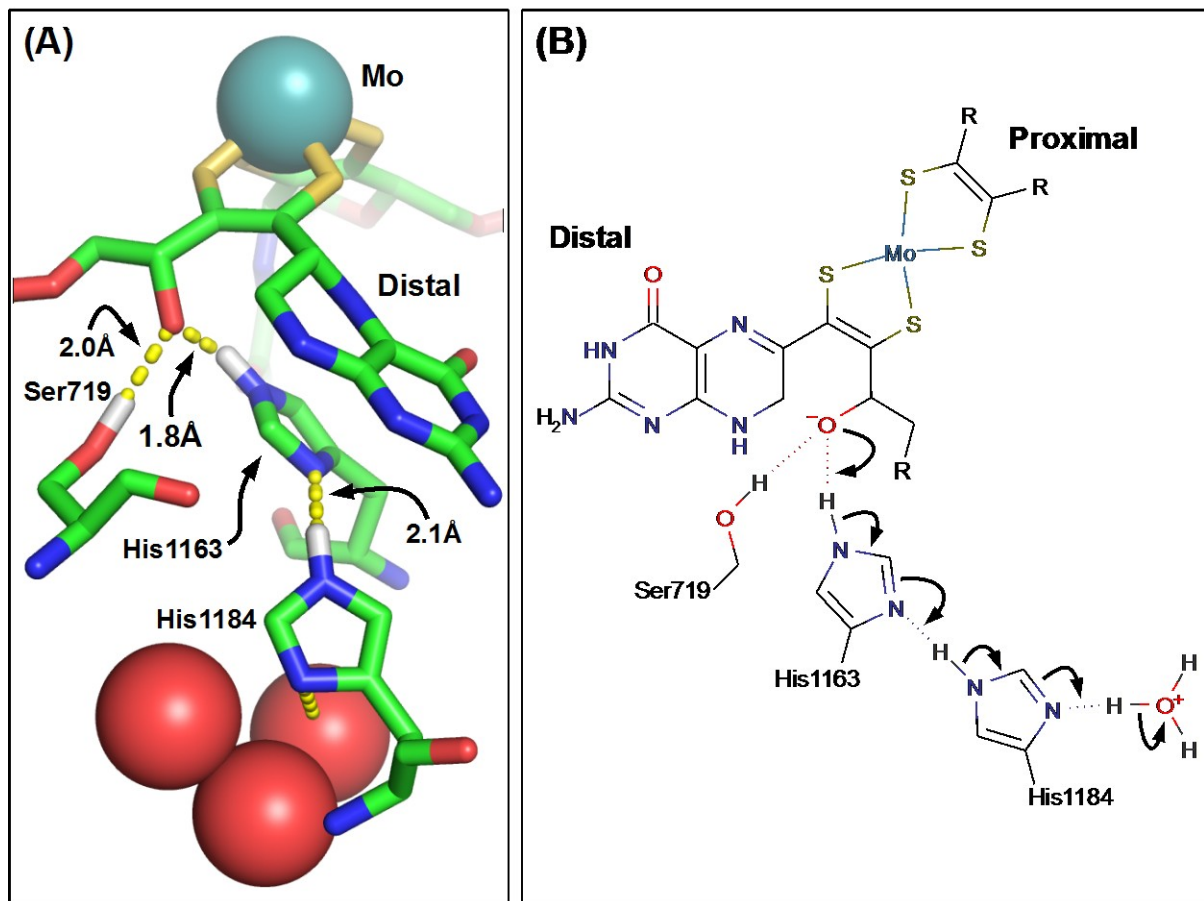 (A)
Mo
Distal
2.0Å
Ser719
1.8Å
His1163
2.1Å
His1184
(B)
R
Proximal
S
R
Distal
S
Mo
S
O
S
HN
N
H₂N
N
N
H
O
−
R
H
O
H
Ser719
N
N
H
His1163
N
N
H
O
+
H
H
His1184